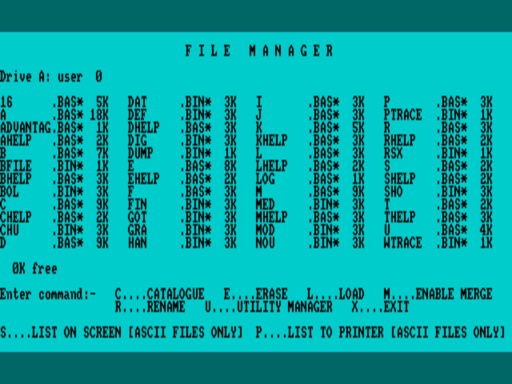 FILE MANAGER
Drive A: user 0
16 .BAS* 5K DAT .BIN* 3K I .BAS* 3K P .BAS* 3K
A .BAS* 18K DEF .BIN* 3K J .BAS* 3K PTRACE .BIN* 1K
ADVANTAG.BAS* 1K DHELP .BAS* 3K K .BAS* 5K R .BAS* 3K
AHELP .BAS* 2K DIG .BIN* 3K KHELP .BAS* 3K RHELP .BAS* 2K
B .BAS* 7K DUMP .BIN* 1K L .BAS* 3K RSX .BIN* 1K
BFILE .BIN* 1K E .BAS* 8K LHELP .BAS* 2K S .BAS* 2K
BHELP .BAS* 3K EHELP .BAS* 2K LOG .BAS* 1K SHELP .BAS* 2K
BOL .BIN* 3K F .BAS* 3K M .BAS* 9K SHO .BIN* 3K
C .BAS* 9K FIN .BIN* 3K MED .BIN* 3K T .BAS* 2K
CHELP .BAS* 2K GOT .BIN* 3K MHELP .BAS* 3K THELP .BAS* 3K
CHU .BIN* 3K GRA .BIN* 3K MOD .BIN* 3K U .BAS* 4K
D .BAS* 9K HAN .BIN* 3K NOU .BIN* 3K WTRACE .BIN* 1K
0K free
Enter command:- C....CATALOGUE E....ERASE L....LOAD M....ENABLE MERGE
R....RENAME U....UTILITY MANAGER X....EXIT
S....LIST ON SCREEN [ASCII FILES ONLY] P....LIST TO PRINTER [ASCII FILES ONLY]